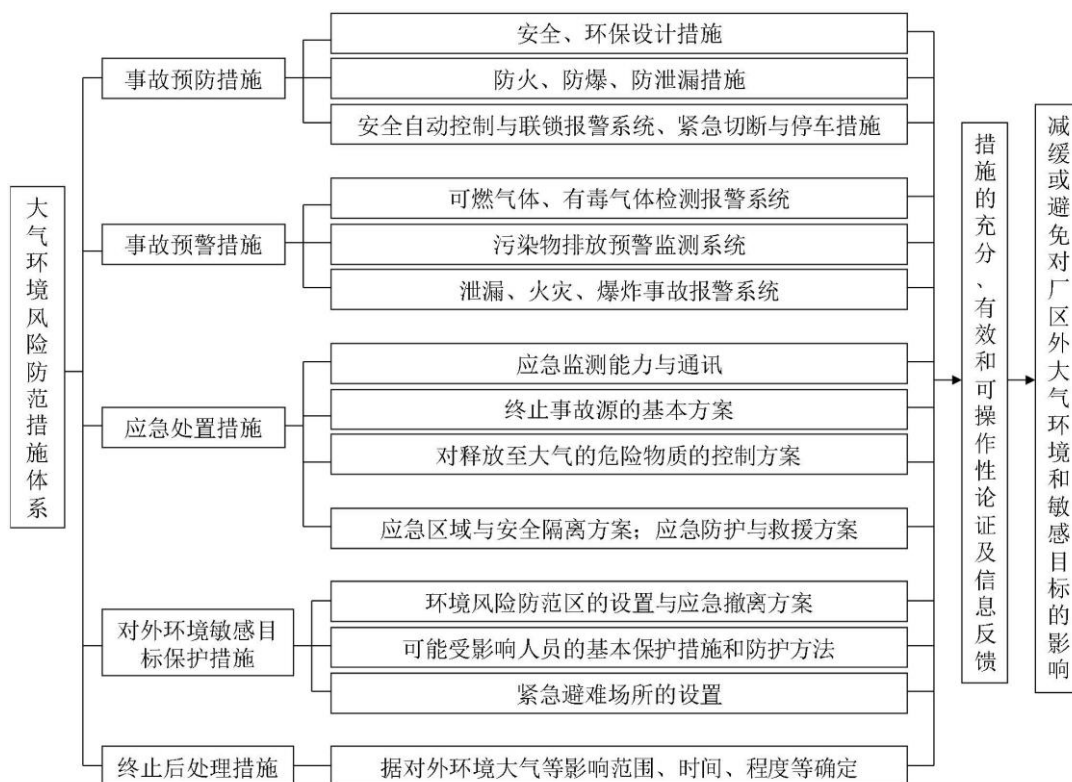 大气环境风险防范措施体系
事故预防措施
安全、环保设计措施
防火、防爆、防泄漏措施
安全自动控制与联锁报警系统、紧急切断与停车措施
事故预警措施
可燃气体、有毒气体检测报警系统
污染物排放预警监测系统
泄漏、火灾、爆炸事故报警系统
应急处置措施
应急监测能力与通讯
终止事故源的基本方案
对释放至大气的危险物质的控制方案
应急区域与安全隔离方案；应急防护与救援方案
对外环境敏感目
标保护措施
环境风险防范区的设置与应急撤离方案
可能受影响人员的基本保护措施和防护方法
紧急避难场所的设置
终止后处理措施
据对外环境大气等影响范围、时间、程度等确定
措施的充分、有效和可操作性论证及信息反馈
减缓或避免对厂区外大气环境和敏感目标的影响